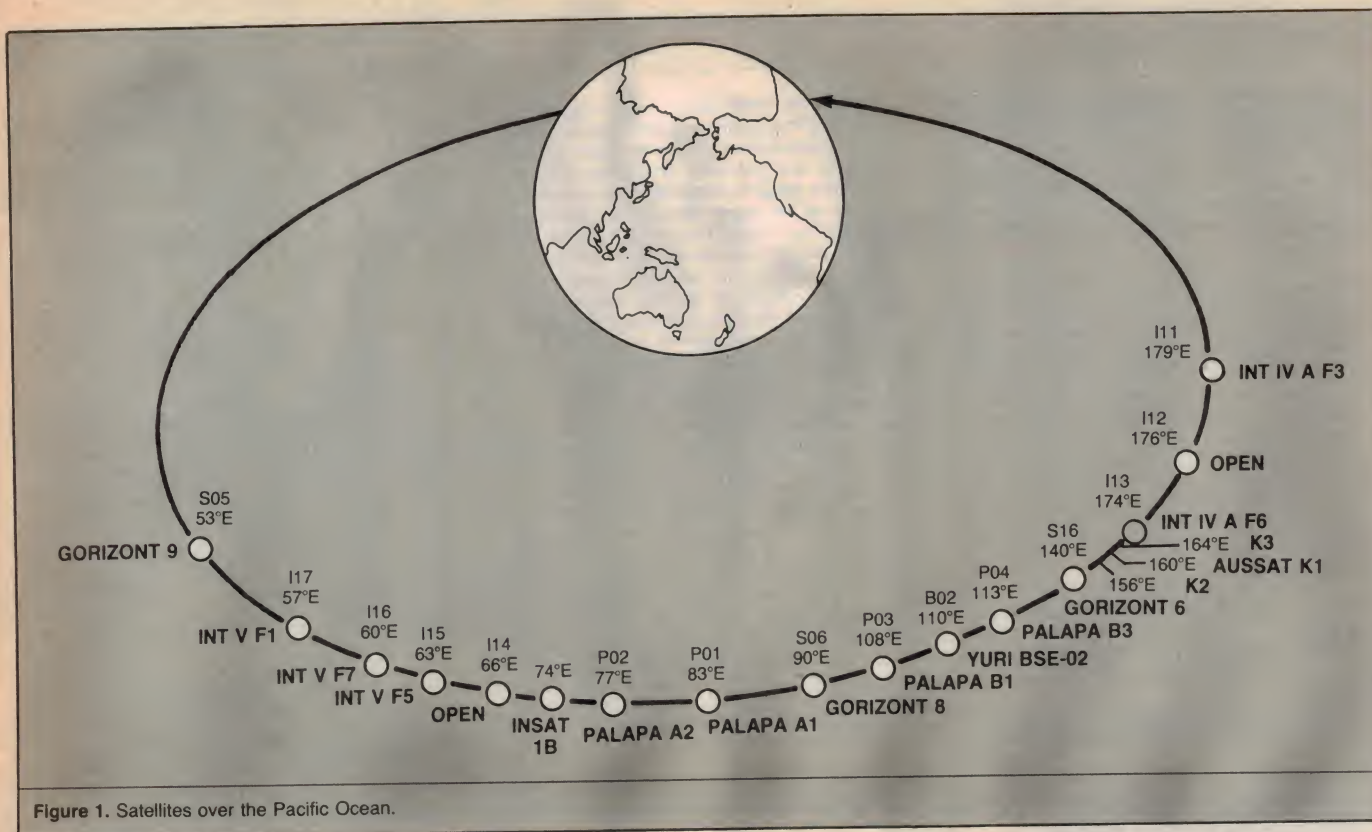 I11
179°E
INT IV A F3
I12
176°E
OPEN
I13
174°E
INT IV A F6
164°E K3
160°E AUSSAT K1
156°E K2
S16
140°E
GORIZONT 6
P04
113°E
PALAPA B3
B02
110°E
YURI BSE-02
P03
108°E
PALAPA B1
S06
90°E
GORIZONT 8
P01
83°E
PALAPA A1
P02
77°E
PALAPA A2
74°E
INSAT
1B
I14
66°E
OPEN
I15
63°E
INT V F5
I16
60°E
INT V F7
I17
57°E
INT V F1
S05
53°E
GORIZONT 9
Figure 1. Satellites over the Pacific Ocean.